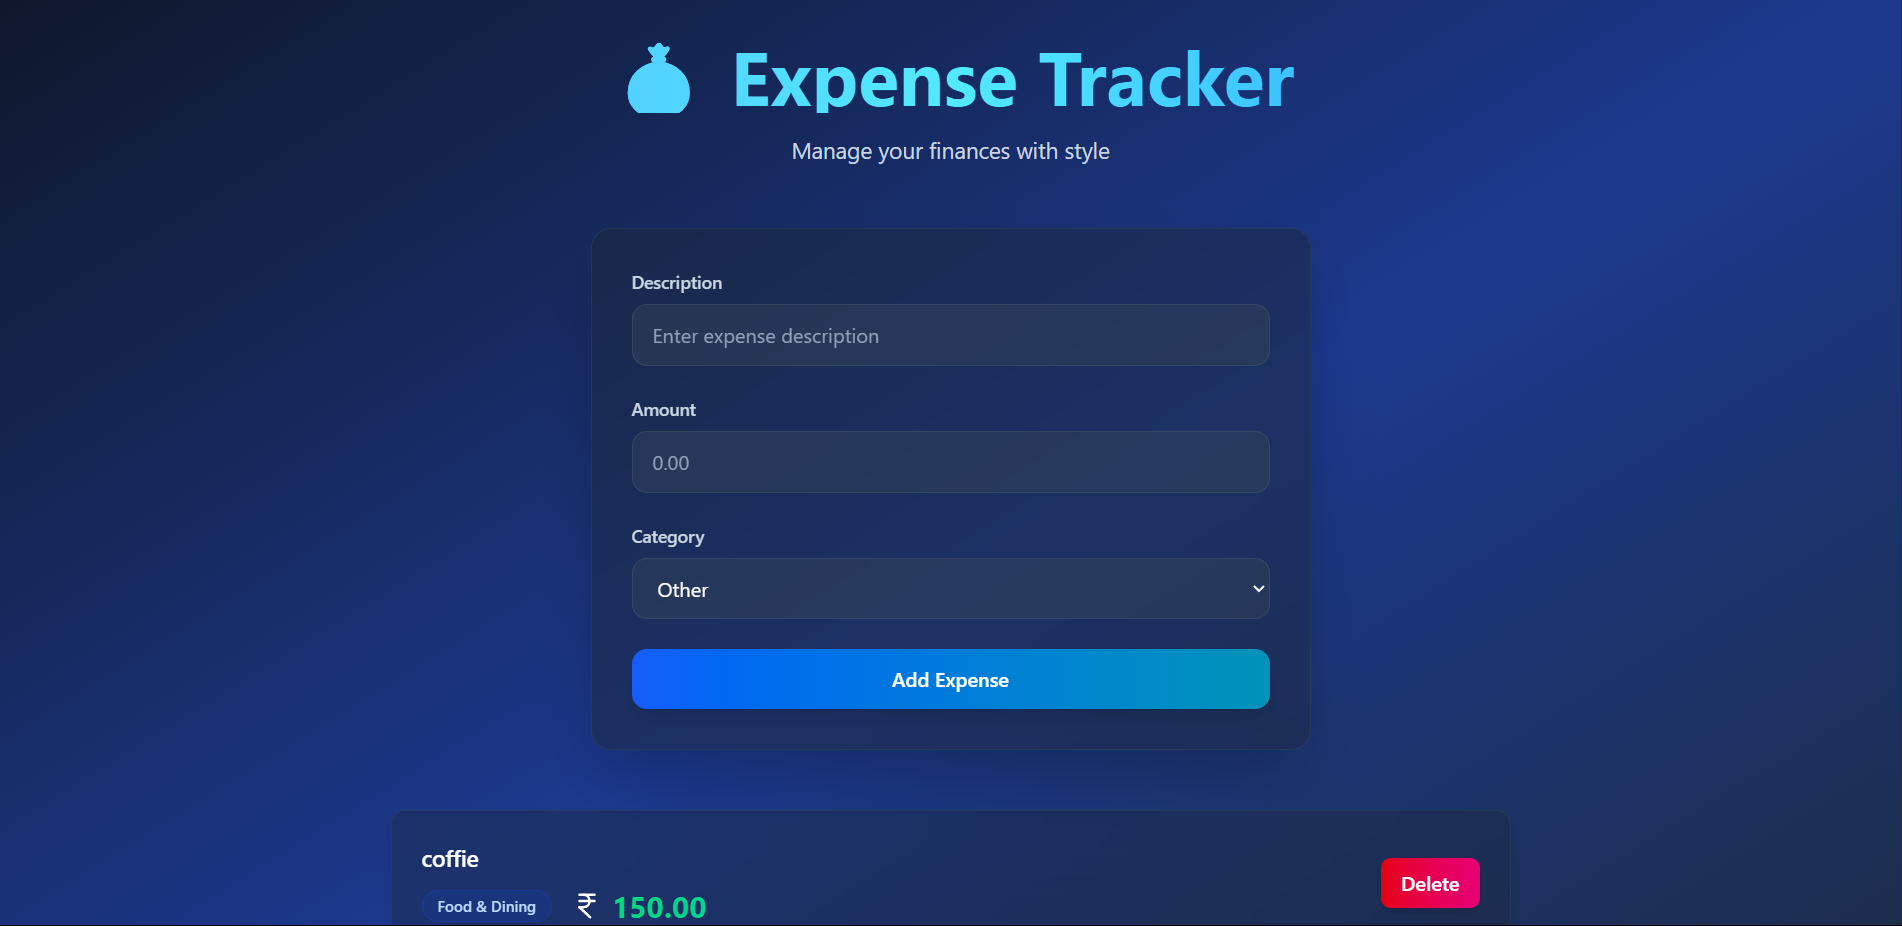 Expense Tracker
Manage your finances with style
Description
Enter expense description
Amount
0.00
Category
Other
Add Expense
coffie
Food & Dining ₹ 150.00
Delete